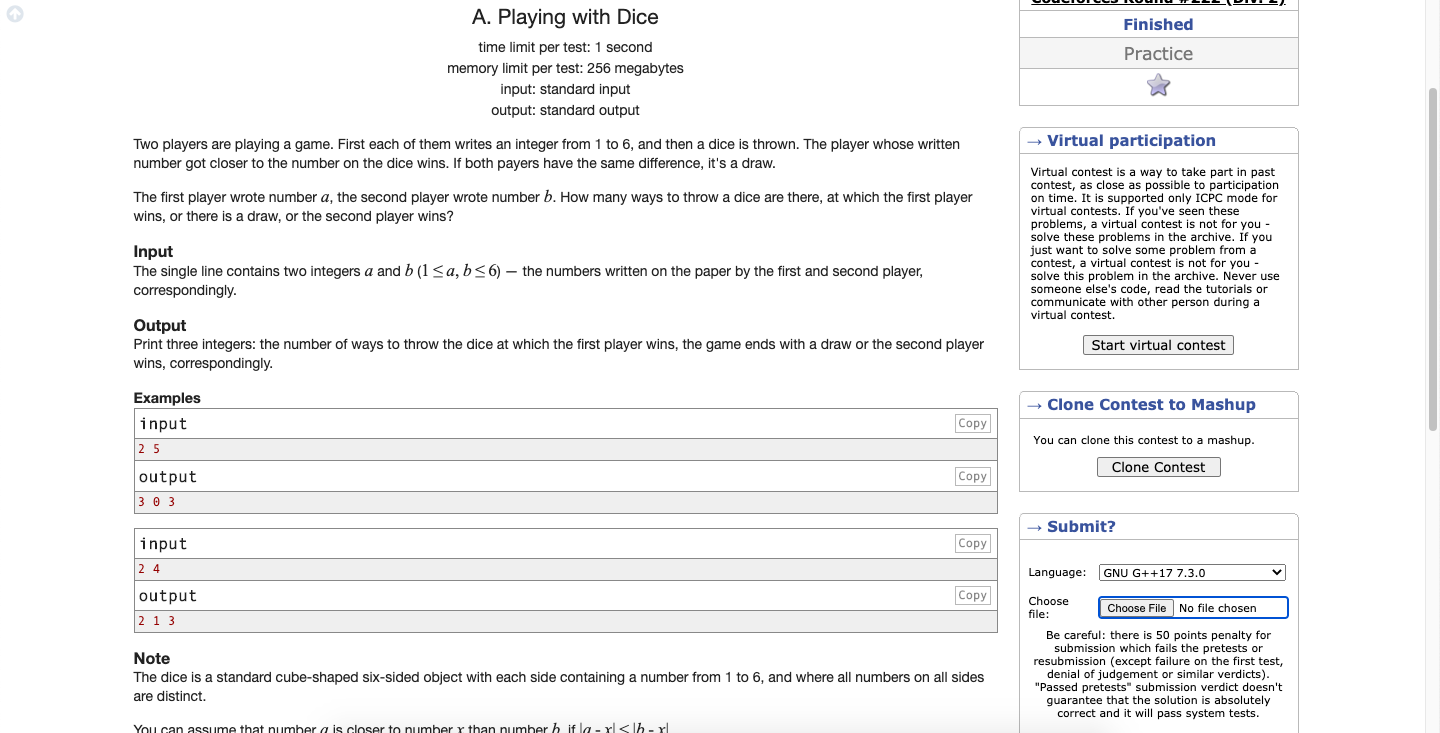 A. Playing with Dice
time limit per test: 1 second
memory limit per test: 256 megabytes
input: standard input
output: standard output
Two players are playing a game. First each of them writes an integer from 1 to 6, and then a dice is thrown. The player whose written
number got closer to the number on the dice wins. If both payers have the same difference, it's a draw.
The first player wrote number a, the second player wrote number b. How many ways to throw a dice are there, at which the first player
wins, or there is a draw, or the second player wins?
Input
The single line contains two integers a and b (1 ≤ a, b ≤ 6) — the numbers written on the paper by the first and second player,
correspondingly.
Output
Print three integers: the number of ways to throw the dice at which the first player wins, the game ends with a draw or the second player
wins, correspondingly.
Examples
input Copy
2 5
output Copy
3 0 3
input Copy
2 4
output Copy
2 1 3
Note
The dice is a standard cube-shaped six-sided object with each side containing a number from 1 to 6, and where all numbers on all sides
are distinct.
You can assume that number a is closer to number x than number b, if |a - x| < |b - x|
Codeforces Round #222 (Div. 2)
Finished
Practice
→ Virtual participation
Virtual contest is a way to take part in past
contest, as close as possible to participation
on time. It is supported only ICPC mode for
virtual contests. If you've seen these
problems, a virtual contest is not for you -
solve these problems in the archive. If you
just want to solve some problem from a
contest, a virtual contest is not for you -
solve this problem in the archive. Never use
someone else's code, read the tutorials or
communicate with other person during a
virtual contest.
Start virtual contest
→ Clone Contest to Mashup
You can clone this contest to a mashup.
Clone Contest
→ Submit?
Language: GNU G++17 7.3.0
Choose
file: Choose File No file chosen
Be careful: there is 50 points penalty for
submission which fails the pretests or
resubmission (except failure on the first test,
denial of judgement or similar verdicts).
"Passed pretests" submission verdict doesn't
guarantee that the solution is absolutely
correct and it will pass system tests.